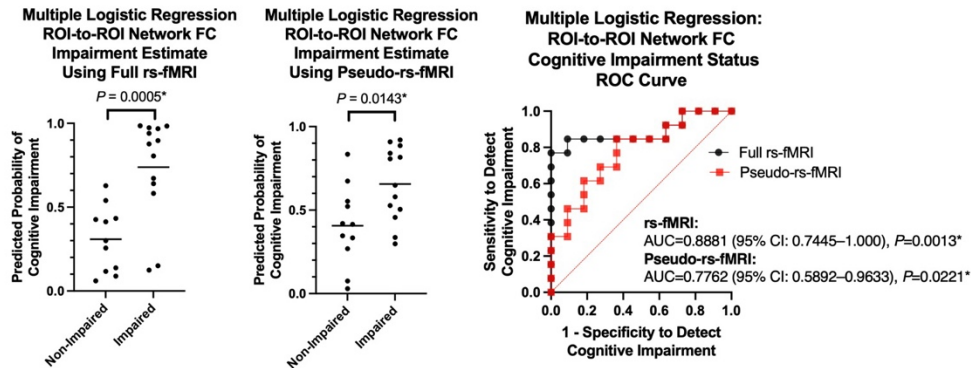 Multiple Logistic Regression
ROI-to-ROI Network FC
Impairment Estimate
Using Full rs-fMRI
P = 0.0005*
Predicted Probability of
Cognitive Impairment
1.0
0.5
0.0
Non-Impaired
Impaired
Multiple Logistic Regression
ROI-to-ROI Network FC
Impairment Estimate
Using Pseudo-rs-fMRI
P = 0.0143*
Predicted Probability of
Cognitive Impairment
1.0
0.5
0.0
Non-Impaired
Impaired
Multiple Logistic Regression:
ROI-to-ROI Network FC
Cognitive Impairment Status
ROC Curve
Sensitivity to Detect
Cognitive Impairment
1.0
0.8
0.6
0.4
0.2
0.0
Full rs-fMRI
Pseudo-rs-fMRI
rs-fMRI:
AUC=0.8881 (95% CI: 0.7445–1.000), P=0.0013*
Pseudo-rs-fMRI:
AUC=0.7762 (95% CI: 0.5892–0.9633), P=0.0221*
0.0 0.2 0.4 0.6 0.8 1.0
1 - Specificity to Detect
Cognitive Impairment